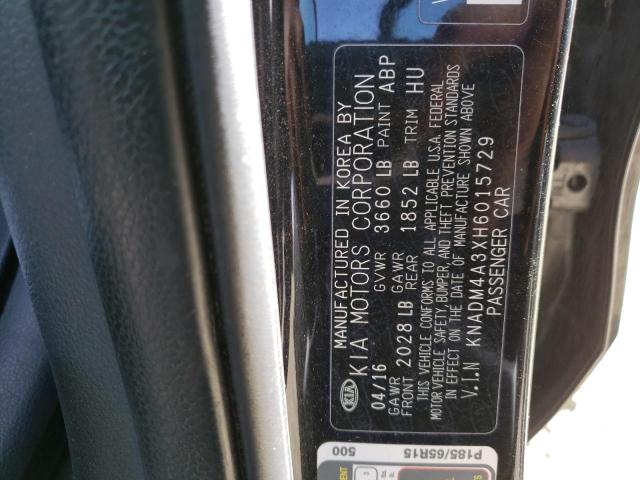 MANUFACTURED IN KOREA BY
KIA KIA MOTORS CORPORATION
04/16 GVWR 3660 LB PAINT ABP
GAWR FRONT 2028 LB GAWR REAR 1852 LB TRIM HU
THIS VEHICLE CONFORMS TO ALL APPLICABLE U.S.A. FEDERAL
MOTOR VEHICLE SAFETY, BUMPER, AND THEFT PREVENTION STANDARDS
IN EFFECT ON THE DATE OF MANUFACTURE SHOWN ABOVE
V.I.N KNADM4A3XH6015729
PASSENGER CAR
P185/65R15
500